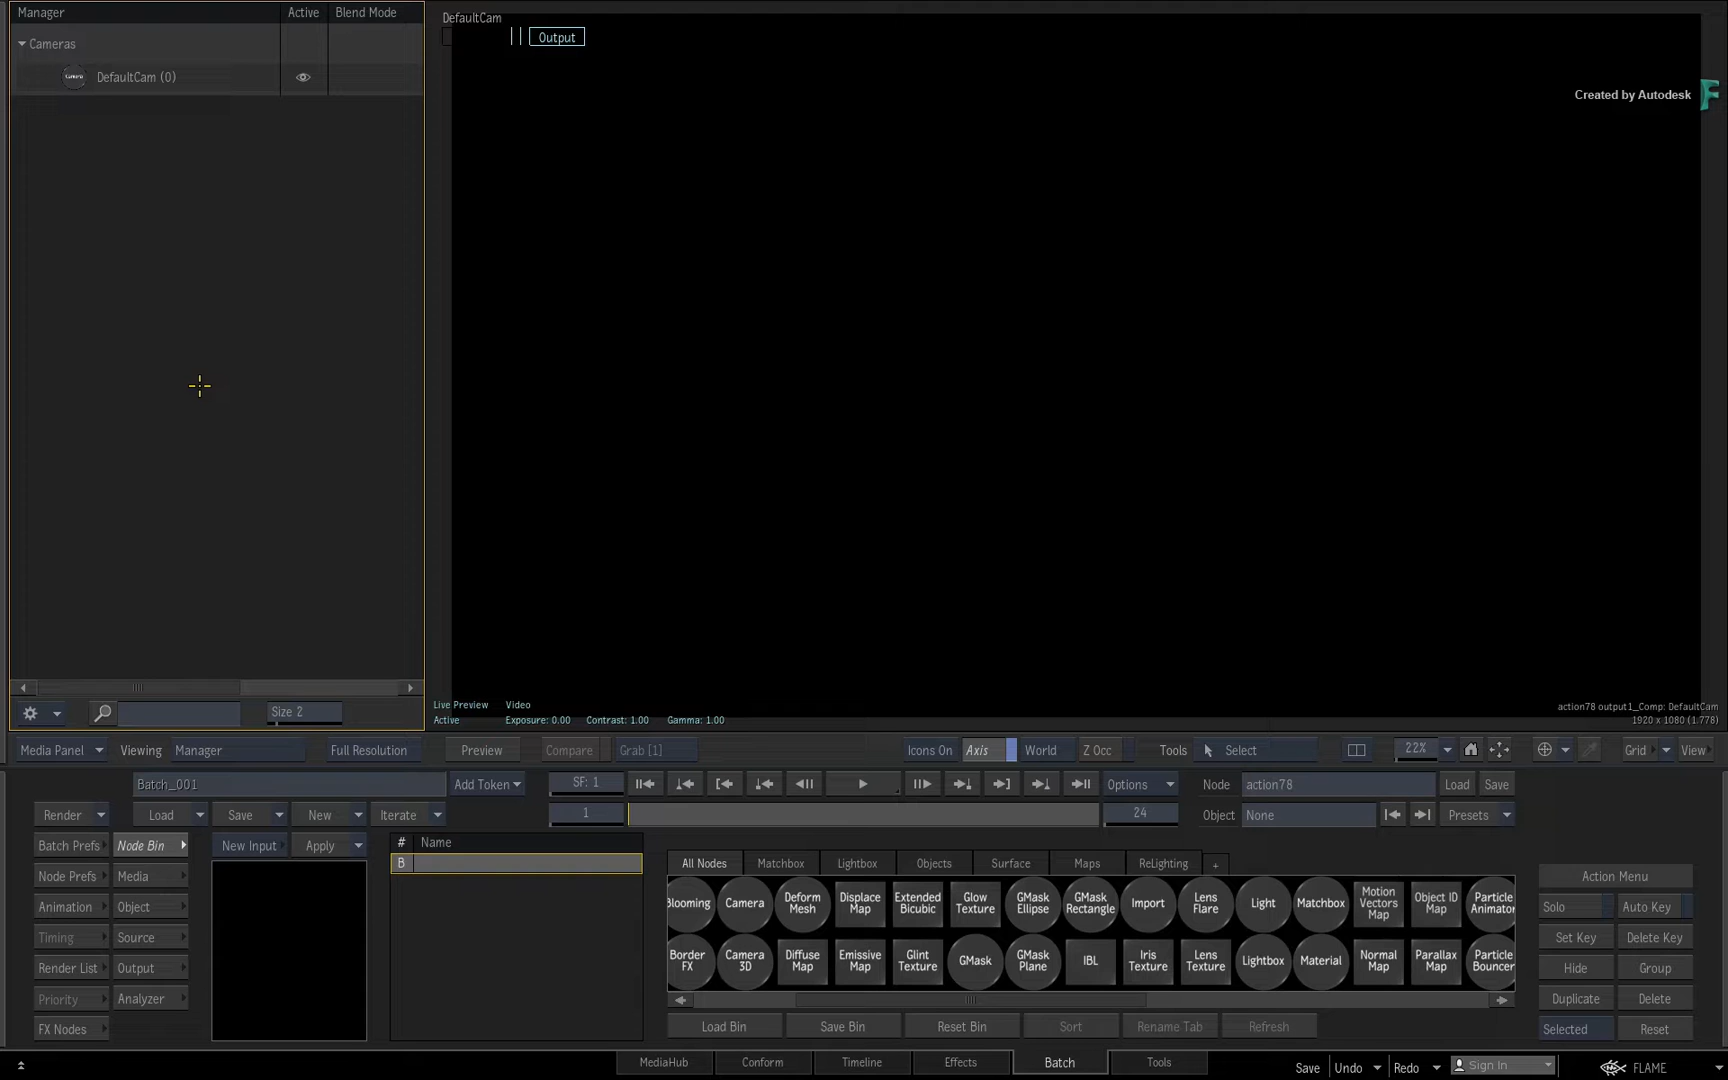 Manager Active Blend Mode
Cameras
Camera DefaultCam (0)
DefaultCam
Output
Created by Autodesk
Live Preview Video
Active Exposure: 0.00 Contrast: 1.00 Gamma: 1.00
action78 output1_Comp: DefaultCam
1920 x 1080 (1.778)
Size 2
Media Panel Viewing Manager Full Resolution Preview Compare Grab [1] Icons On Axis World Z Occ Tools Select 22% Grid View
Batch_001 Add Token SF: 1 Options Node action78 Load Save
Render Load Save New Iterate 1 24 Object None Presets
Batch Prefs Node Bin New Input Apply # Name
B
All Nodes Matchbox Lightbox Objects Surface Maps ReLighting +
Node Prefs Media
Animation Object
Timing Source
Render List Output
Priority Analyzer
FX Nodes
Blooming Camera Deform Mesh Displace Map Extended Bicubic Glow Texture GMask Ellipse GMask Rectangle Import Lens Flare Light Matchbox Motion Vectors Map Object ID Map Particle Animator
Border FX Camera 3D Diffuse Map Emissive Map Glint Texture GMask GMask Plane IBL Iris Texture Lens Texture Lightbox Material Normal Map Parallax Map Particle Bouncer
Load Bin Save Bin Reset Bin Sort Rename Tab Refresh
Action Menu
Solo Auto Key
Set Key Delete Key
Hide Group
Duplicate Delete
Selected Reset
MediaHub Conform Timeline Effects Batch Tools Save Undo Redo Sign In FLAME